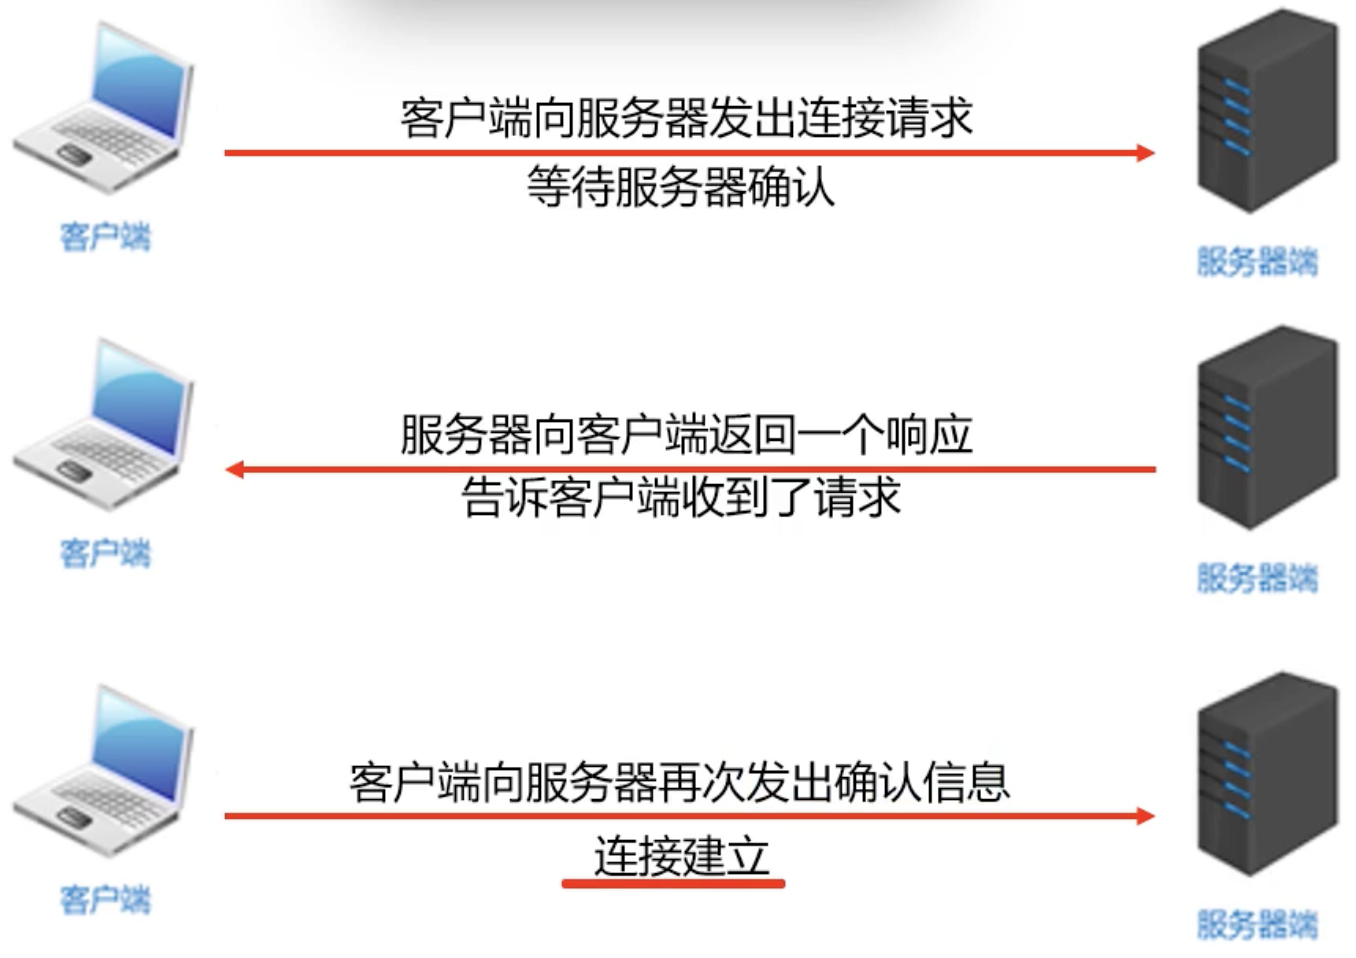 客户端向服务器发出连接请求
等待服务器确认
客户端
服务器端
服务器向客户端返回一个响应
告诉客户端收到了请求
客户端
服务器端
客户端向服务器再次发出确认信息
连接建立
客户端
服务器端